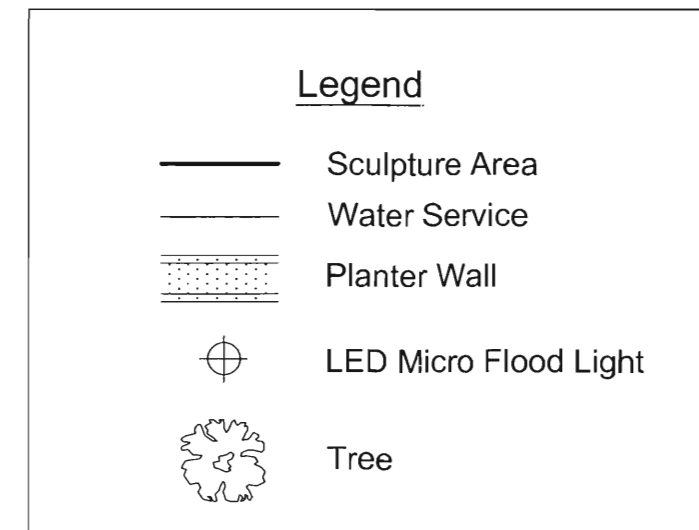 Legend
Sculpture Area
Water Service
Planter Wall
LED Micro Flood Light
Tree